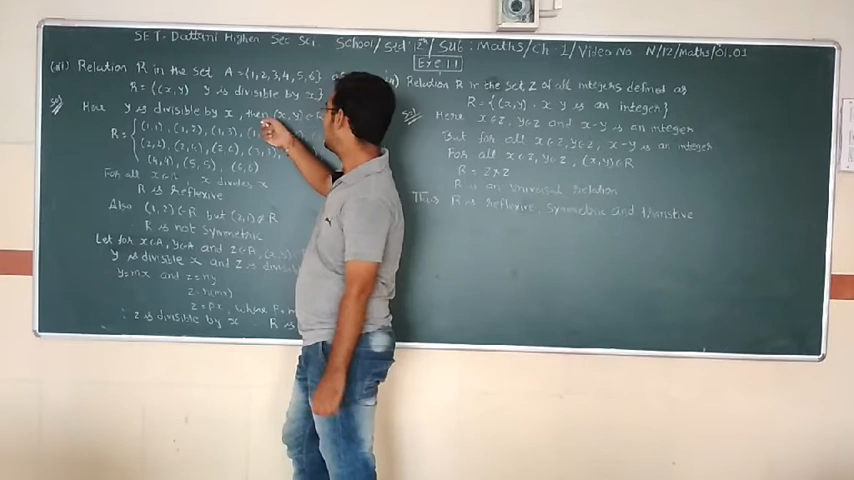 SET- Dattani Higher Sec Sci. School/Std 12th/Sub: Maths/Ch-1/Video No N/12/Maths/01.01
Ex: 1.1
(iii) Relation R in the set A = {1,2,3,4,5,6} as
R = {(x,y) y is divisible by x}
Sol Here y is divisible by x, then (x,y) ∈ R
R = {(1,1), (1,2), (1,3), (1
(2,2), (2,4), (2,6), (3,3),
(4,4), (5,5), (6,6)
For all x∈A x divides x
R is reflexive
Also (1,2) ∈ R but (2,1) ∉ R
R is not symmetric
Let for x∈A, y∈A and z∈A, (x,
y is divisible x and z is divisi
y=mx and z=ny
z=n(mx)
z=px, where p=m
∴ z is divisible by x R is
iv) Relation R in the set Z of all integers defined as
R = {(x,y) : x-y is an integer}
Sol Here x∈Z, y∈Z and x-y is an integer
But for all x∈Z, y∈Z, x-y is an integer
For all x∈Z, y∈Z, (x,y)∈R
R = Z×Z
R is an universal relation
Thus R is reflexive, symmetric and transtive